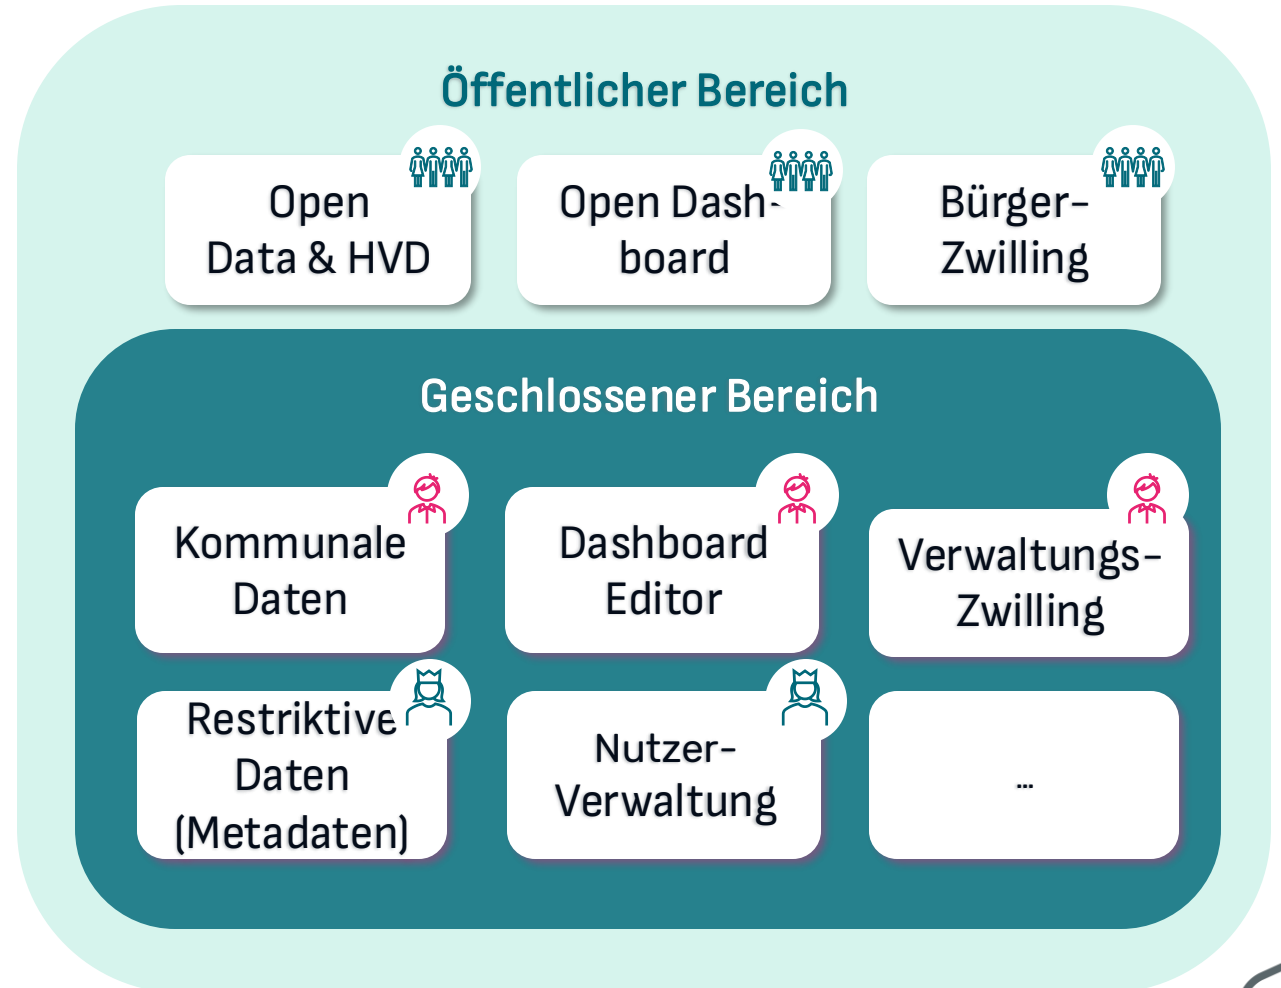 Öffentlicher Bereich
Open
Data & HVD
Open Dash-
board
Bürger-
Zwilling
Geschlossener Bereich
Kommunale
Daten
Dashboard
Editor
Verwaltungs-
Zwilling
Restriktive
Daten
(Metadaten)
Nutzer-
Verwaltung
...